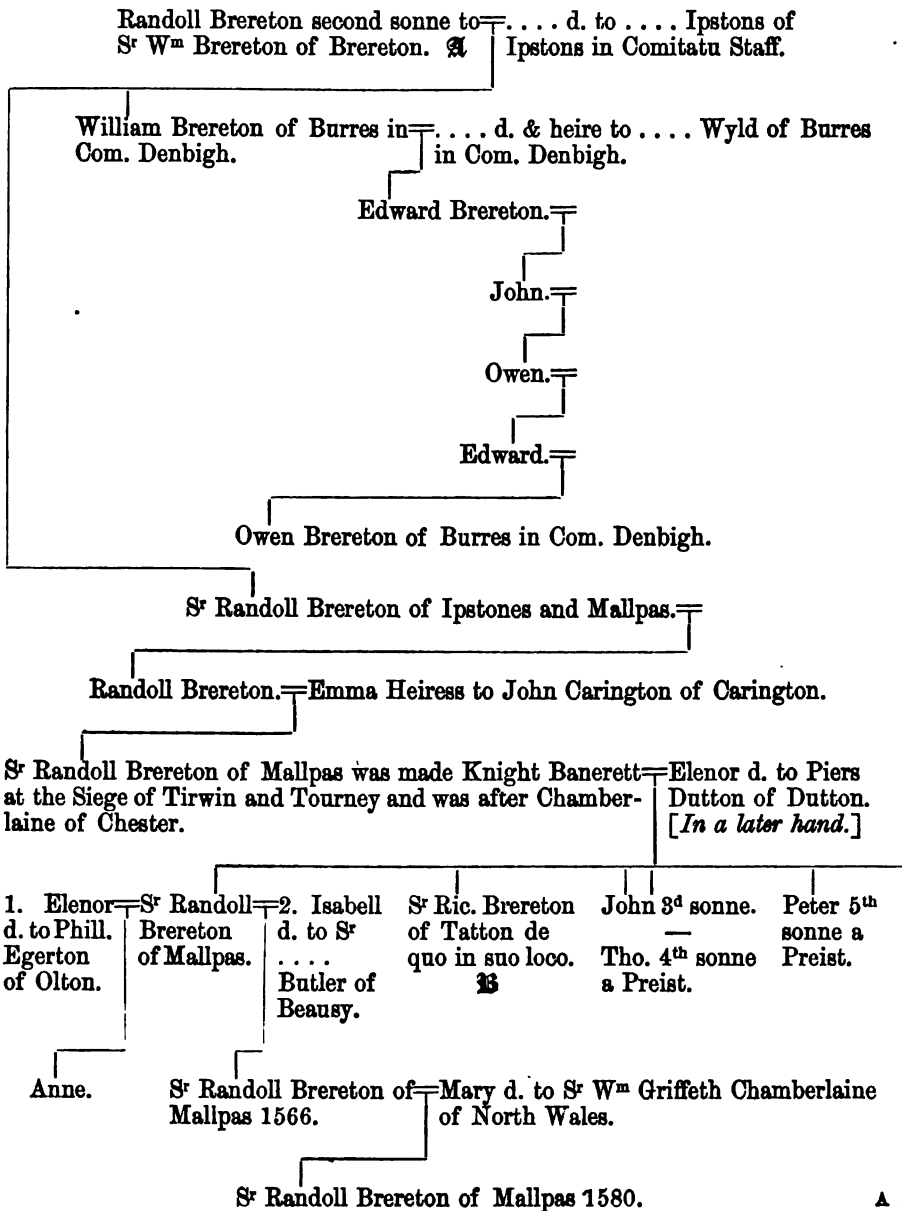 Randoll Brereton second sonne to .... d. to .... Ipstons of
Sʳ Wᵐ Brereton of Brereton. A Ipstons in Comitatu Staff.
William Brereton of Burres in .... d. & heire to .... Wyld of Burres
Com. Denbigh. in Com. Denbigh.
Edward Brereton.
John.
Owen.
Edward.
Owen Brereton of Burres in Com. Denbigh.
Sʳ Randoll Brereton of Ipstones and Mallpas.
Randoll Brereton. Emma Heiress to John Carington of Carington.
Sʳ Randoll Brereton of Mallpas was made Knight Banerett
at the Siege of Tirwin and Tourney and was after Chamber-
laine of Chester.
Elenor d. to Piers
Dutton of Dutton.
[In a later hand.]
1. Elenor
d. to Phill.
Egerton
of Olton.
Sʳ Randoll
Brereton
of Mallpas.
2. Isabell
d. to Sʳ
....
Butler of
Beausy.
Sʳ Ric. Brereton
of Tatton de
quo in suo loco.
B
John 3ᵈ sonne.
—
Tho. 4ᵗʰ sonne
a Preist.
Peter 5ᵗʰ
sonne a
Preist.
Anne.
Sʳ Randoll Brereton of
Mallpas 1566.
Mary d. to Sʳ Wᵐ Griffeth Chamberlaine
of North Wales.
Sʳ Randoll Brereton of Mallpas 1580.
A